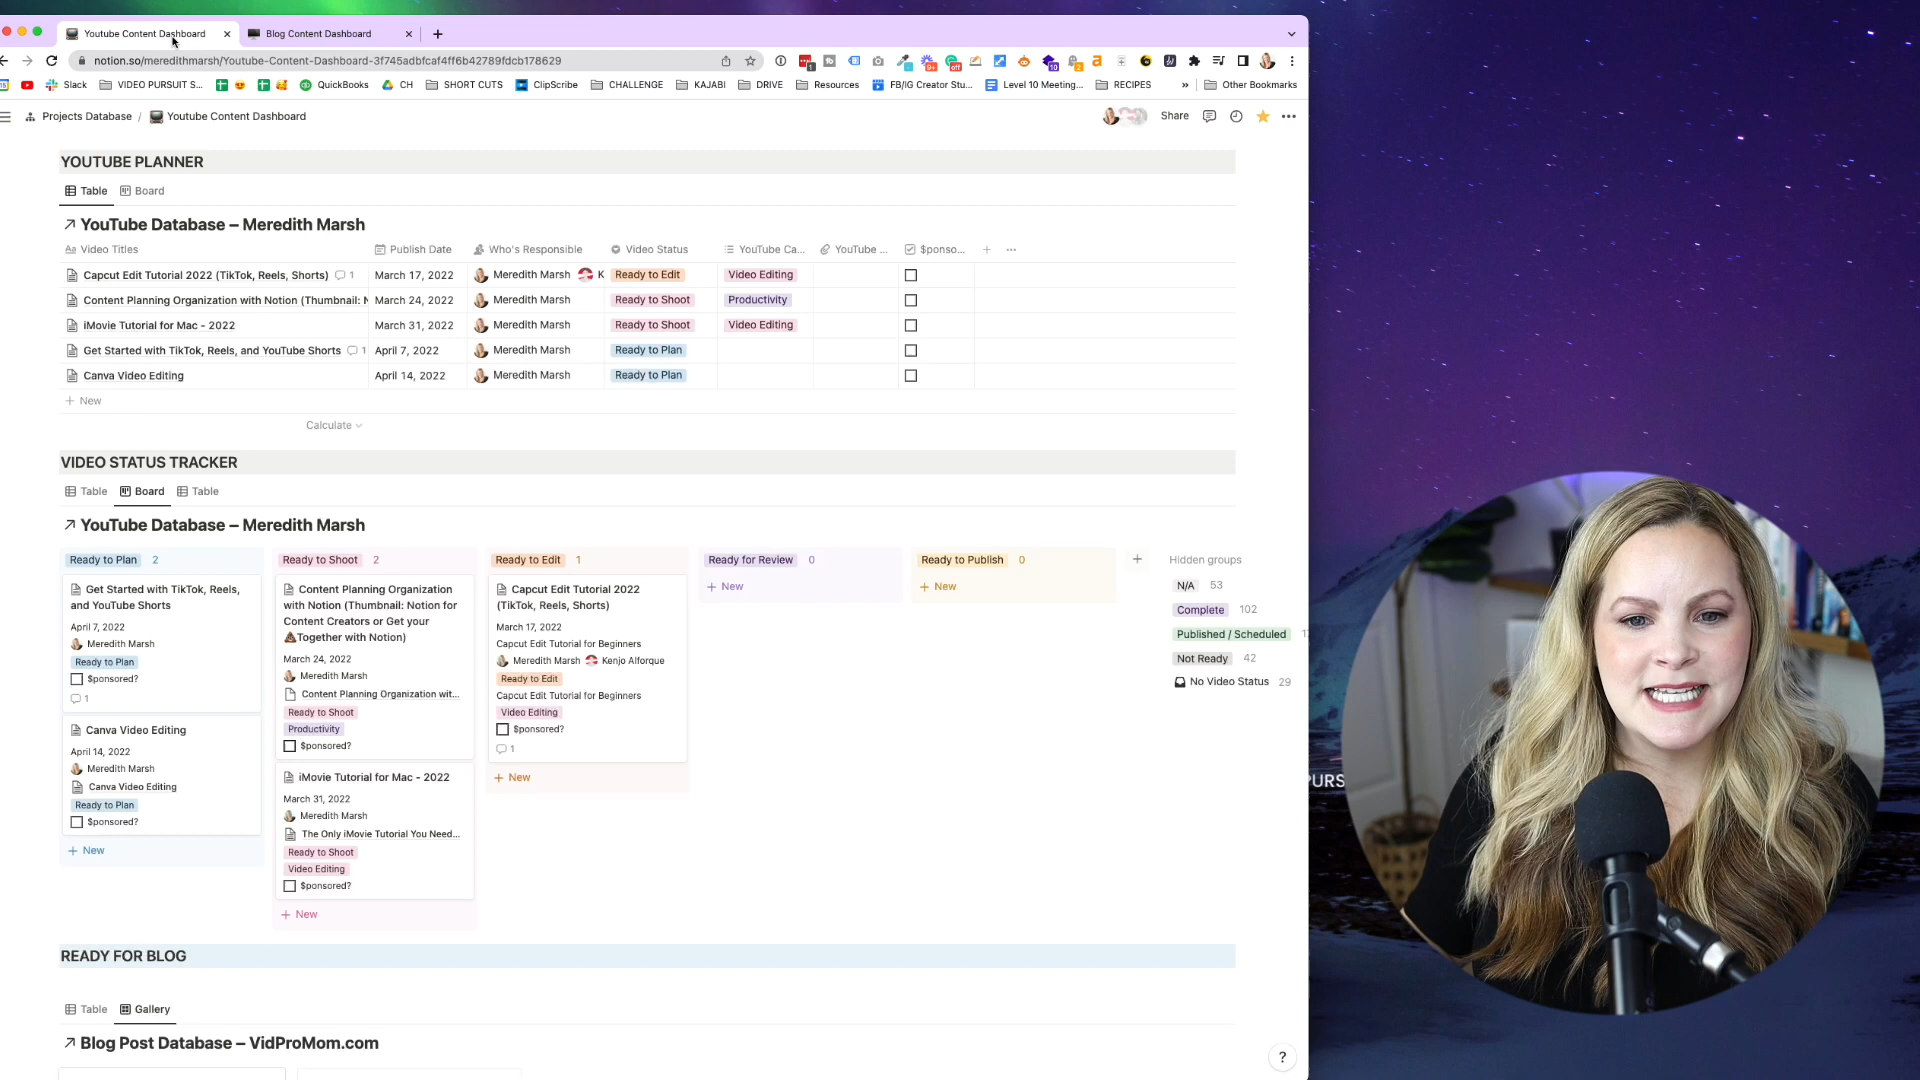 Youtube Content Dashboard
Blog Content Dashboard
notion.so/meredithmarsh/Youtube-Content-Dashboard-3f745adbfcaf4ff6b42789fdcb178629
Slack VIDEO PURSUIT S... QuickBooks CH SHORT CUTS ClipScribe CHALLENGE KAJABI DRIVE Resources FB/IG Creator Stu... Level 10 Meeting... RECIPES » Other Bookmarks
Projects Database / Youtube Content Dashboard Share
YOUTUBE PLANNER
Table Board
YouTube Database – Meredith Marsh
Video Titles Publish Date Who's Responsible Video Status YouTube Ca... YouTube ... $ponso...
Capcut Edit Tutorial 2022 (TikTok, Reels, Shorts) 1 March 17, 2022 Meredith Marsh K Ready to Edit Video Editing
Content Planning Organization with Notion (Thumbnail: N March 24, 2022 Meredith Marsh Ready to Shoot Productivity
iMovie Tutorial for Mac - 2022 March 31, 2022 Meredith Marsh Ready to Shoot Video Editing
Get Started with TikTok, Reels, and YouTube Shorts 1 April 7, 2022 Meredith Marsh Ready to Plan
Canva Video Editing April 14, 2022 Meredith Marsh Ready to Plan
+ New
Calculate
VIDEO STATUS TRACKER
Table Board Table
YouTube Database – Meredith Marsh
Ready to Plan 2
Get Started with TikTok, Reels,
and YouTube Shorts
April 7, 2022
Meredith Marsh
Ready to Plan
$ponsored?
1
Canva Video Editing
April 14, 2022
Meredith Marsh
Canva Video Editing
Ready to Plan
$ponsored?
+ New
Ready to Shoot 2
Content Planning Organization
with Notion (Thumbnail: Notion for
Content Creators or Get your
💩Together with Notion)
March 24, 2022
Meredith Marsh
Content Planning Organization wit...
Ready to Shoot
Productivity
$ponsored?
iMovie Tutorial for Mac - 2022
March 31, 2022
Meredith Marsh
The Only iMovie Tutorial You Need...
Ready to Shoot
Video Editing
$ponsored?
+ New
Ready to Edit 1
Capcut Edit Tutorial 2022
(TikTok, Reels, Shorts)
March 17, 2022
Capcut Edit Tutorial for Beginners
Meredith Marsh Kenjo Alforque
Ready to Edit
Capcut Edit Tutorial for Beginners
Video Editing
$ponsored?
1
+ New
Ready for Review 0
+ New
Ready to Publish 0
+ New
Hidden groups
N/A 53
Complete 102
Published / Scheduled
Not Ready 42
No Video Status 29
PURS
READY FOR BLOG
Table Gallery
Blog Post Database – VidProMom.com
?